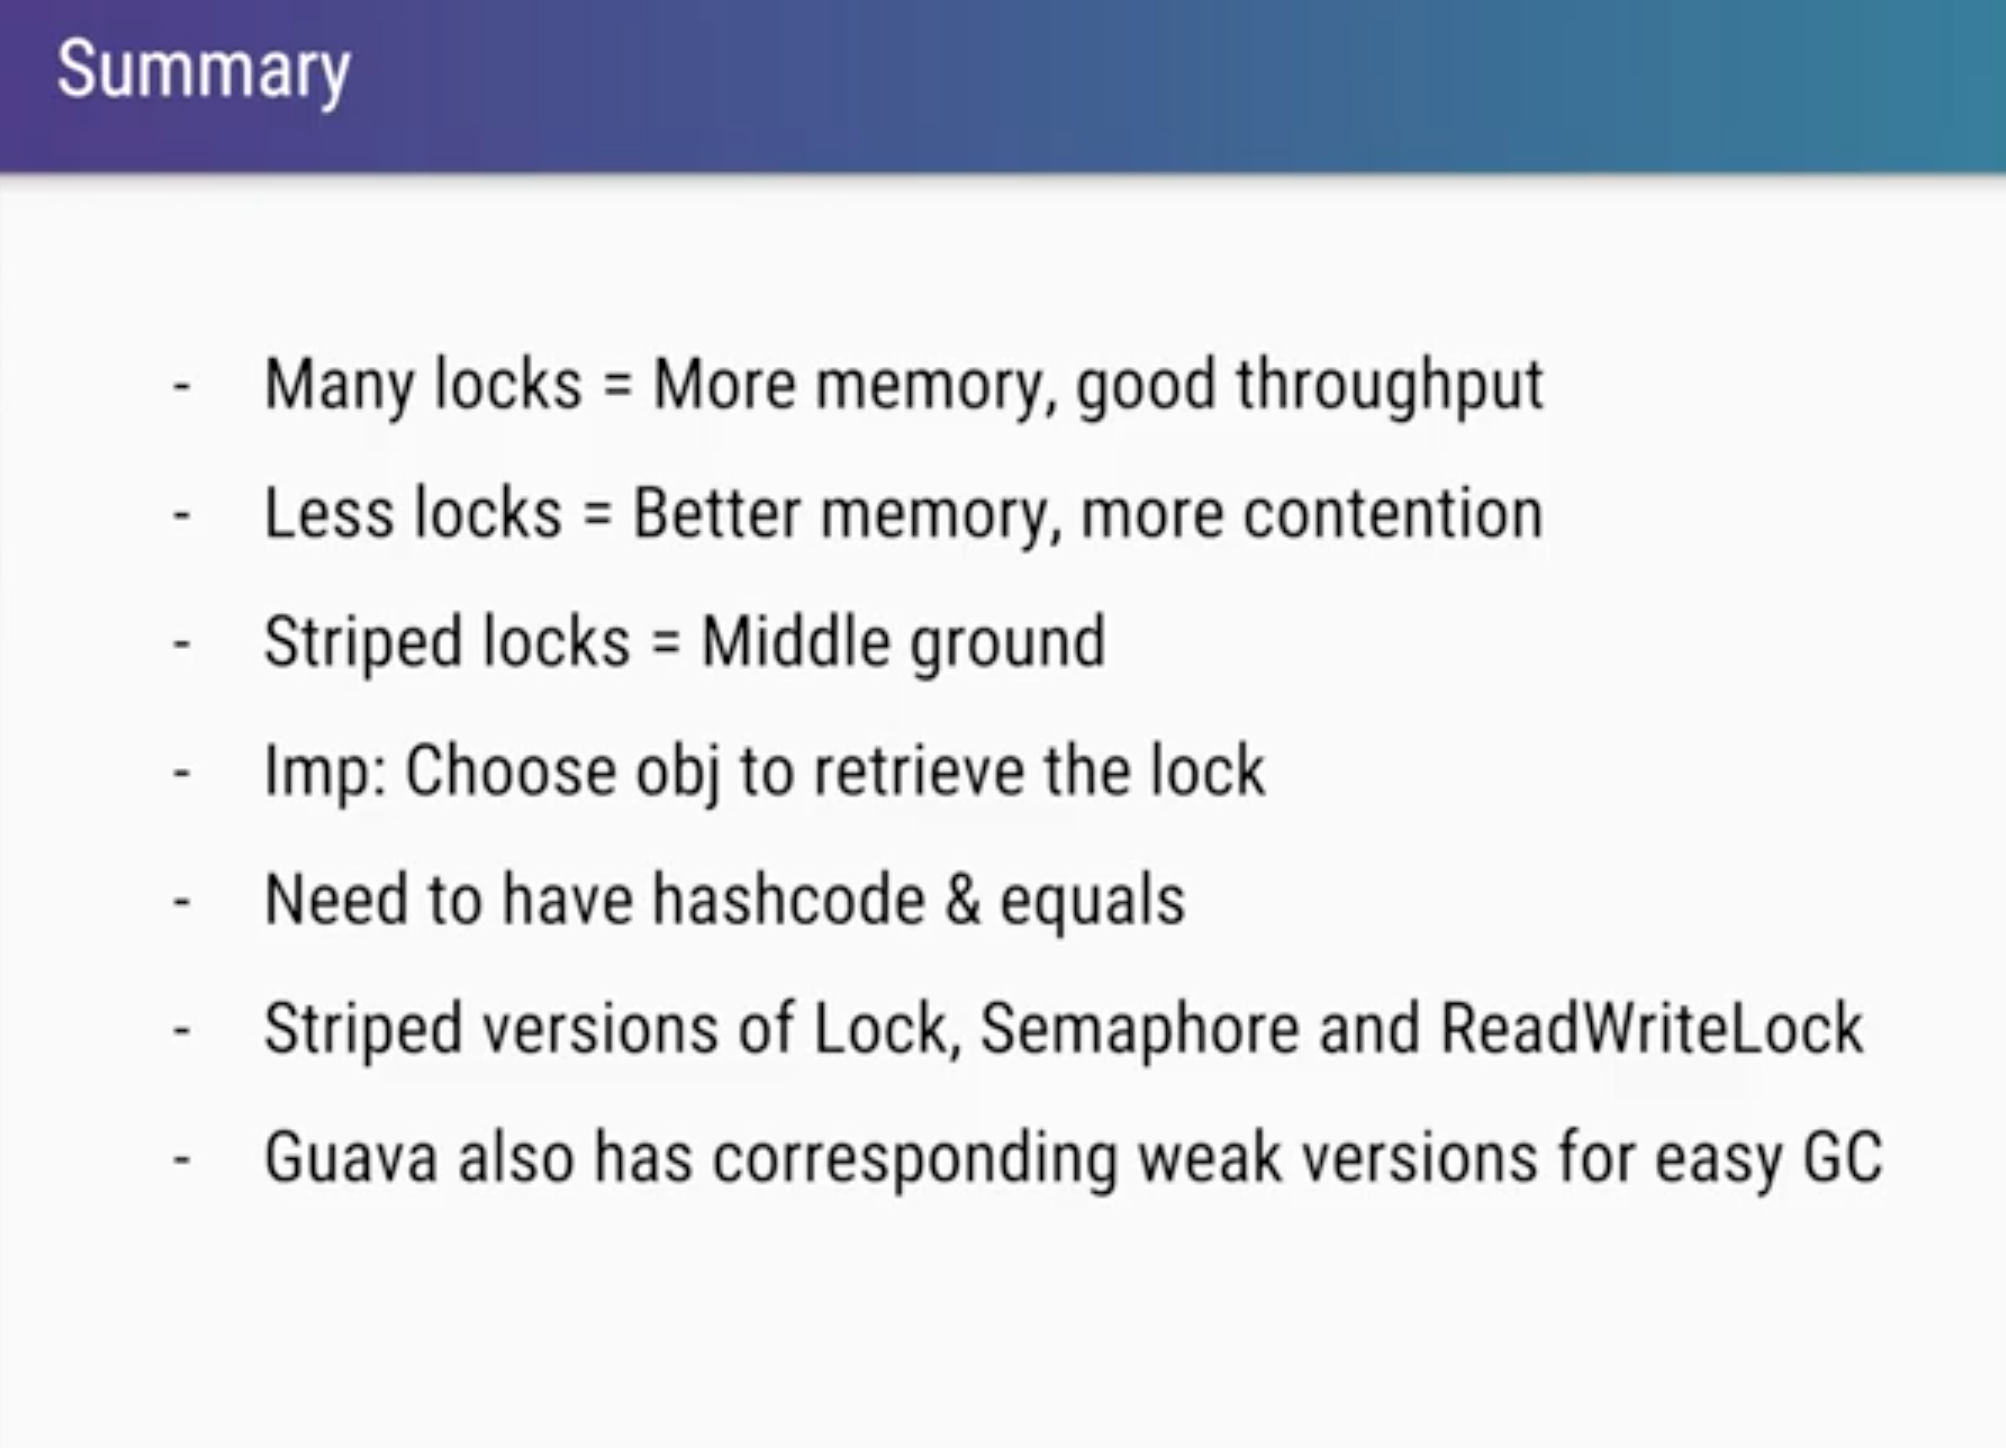 Summary
- Many locks = More memory, good throughput
- Less locks = Better memory, more contention
- Striped locks = Middle ground
- Imp: Choose obj to retrieve the lock
- Need to have hashcode & equals
- Striped versions of Lock, Semaphore and ReadWriteLock
- Guava also has corresponding weak versions for easy GC